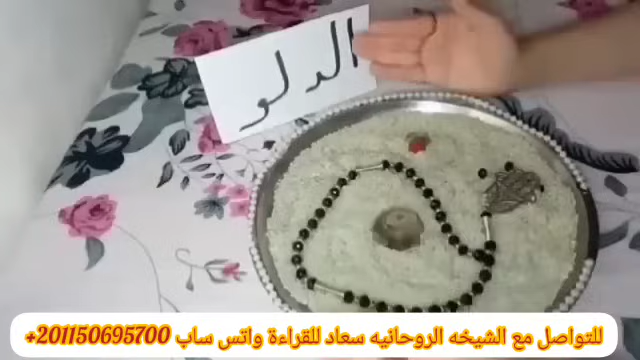 الدلو
للتواصل مع الشيخه الروحانيه سعاد للقراءة واتس ساب 201150695700+